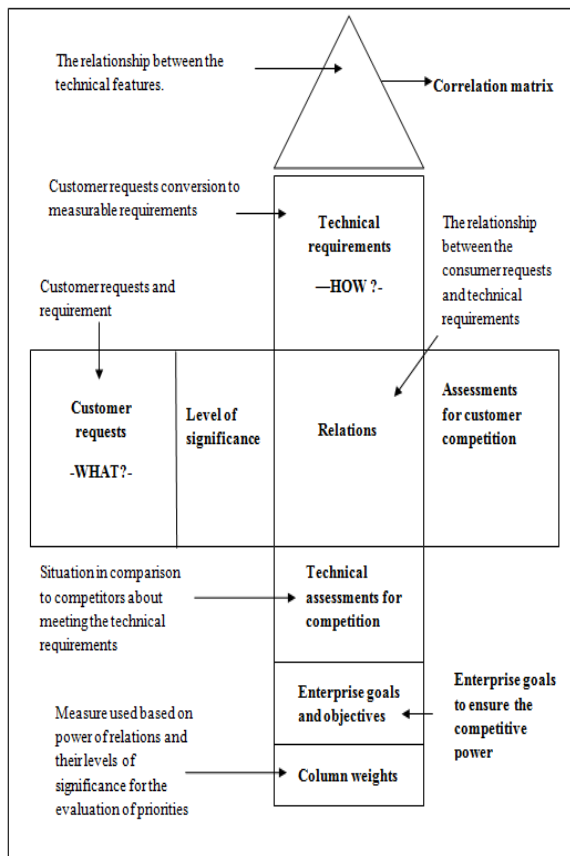 The relationship between the
technical features.
Correlation matrix
Customer requests conversion to
measurable requirements
Technical
requirements
—HOW ?-
The relationship
between the
consumer requests
and technical
requirements
Customer requests and
requirement
Customer
requests
-WHAT?-
Level of
significance
Relations
Assessments
for customer
competition
Situation in comparison
to competitors about
meeting the technical
requirements
Technical
assessments for
competition
Enterprise goals
and objectives
Enterprise goals
to ensure the
competitive
power
Measure used based on
power of relations and
their levels of
significance for the
evaluation of priorities
Column weights